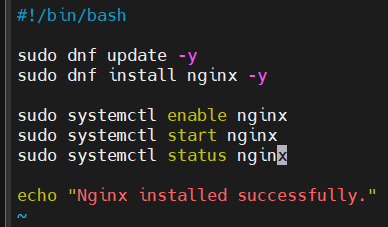 #!/bin/bash
sudo dnf update -y
sudo dnf install nginx -y
sudo systemctl enable nginx
sudo systemctl start nginx
sudo systemctl status nginx
echo "Nginx installed successfully."
~